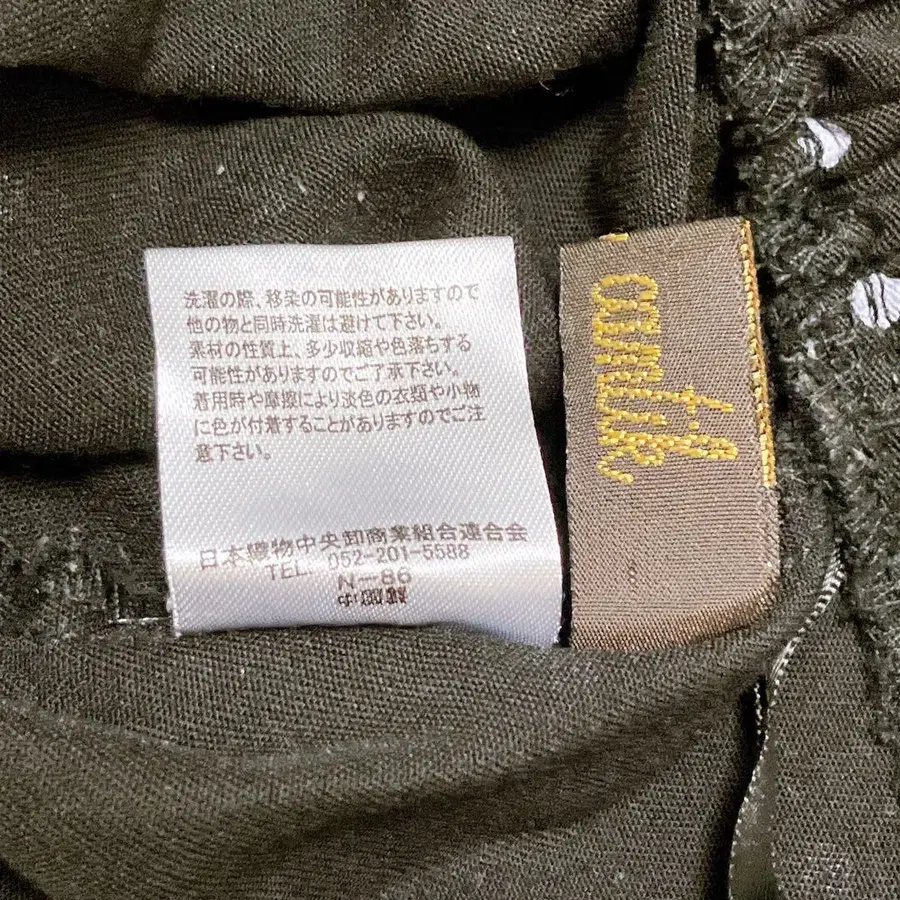 洗濯の際、移染の可能性がありますので
他の物と同時洗濯は避けて下さい。
素材の性質上、多少収縮や色落ちする
可能性がありますのでご了承下さい。
着用時や摩擦により淡色の衣類や小物
に色が付着することがありますのでご注
意下さい。
日本織物中央卸商業組合連合会
TEL. 052-201-5588
N-86